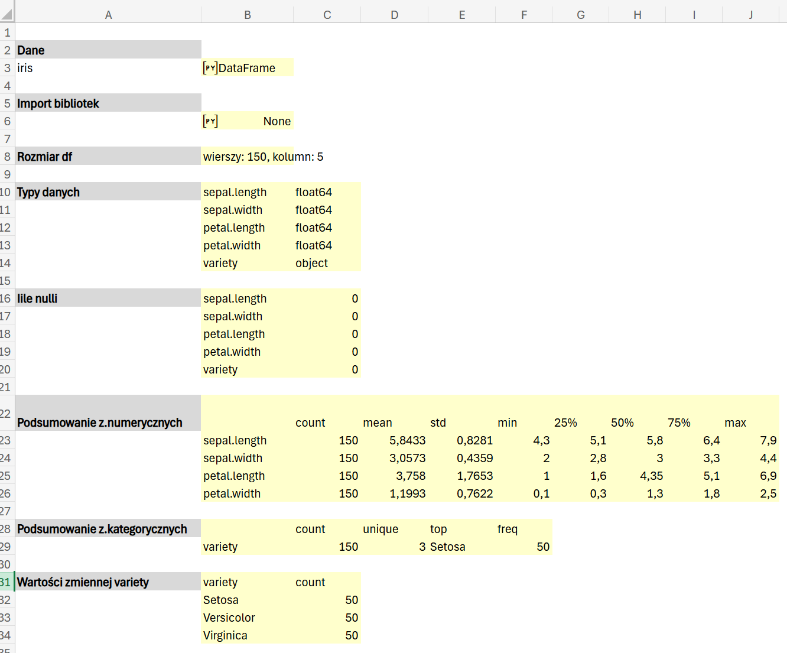 A B C D E F G H I J
1
2 Dane
3 iris [PY]DataFrame
4
5 Import bibliotek
6 [PY] None
7
8 Rozmiar df wierszy: 150, kolumn: 5
9
10 Typy danych sepal.length float64
11 sepal.width float64
12 petal.length float64
13 petal.width float64
14 variety object
15
16 Iile nulli sepal.length 0
17 sepal.width 0
18 petal.length 0
19 petal.width 0
20 variety 0
21
22 Podsumowanie z.numerycznych count mean std min 25% 50% 75% max
23 sepal.length 150 5,8433 0,8281 4,3 5,1 5,8 6,4 7,9
24 sepal.width 150 3,0573 0,4359 2 2,8 3 3,3 4,4
25 petal.length 150 3,758 1,7653 1 1,6 4,35 5,1 6,9
26 petal.width 150 1,1993 0,7622 0,1 0,3 1,3 1,8 2,5
27
28 Podsumowanie z.kategorycznych count unique top freq
29 variety 150 3 Setosa 50
30
31 Wartości zmiennej variety variety count
32 Setosa 50
33 Versicolor 50
34 Virginica 50